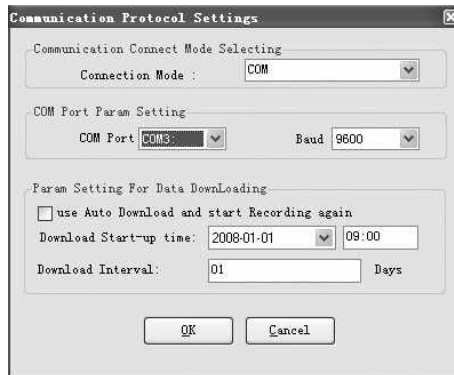 Communication Protocol Settings
Communication Connect Mode Selecting
Connection Mode : COM
COM Port Param Setting
COM Port COM3: Baud 9600
Param Setting For Data DownLoading
use Auto Download and start Recording again
Download Start-up time: 2008-01-01 09:00
Download Interval: 01 Days
OK Cancel